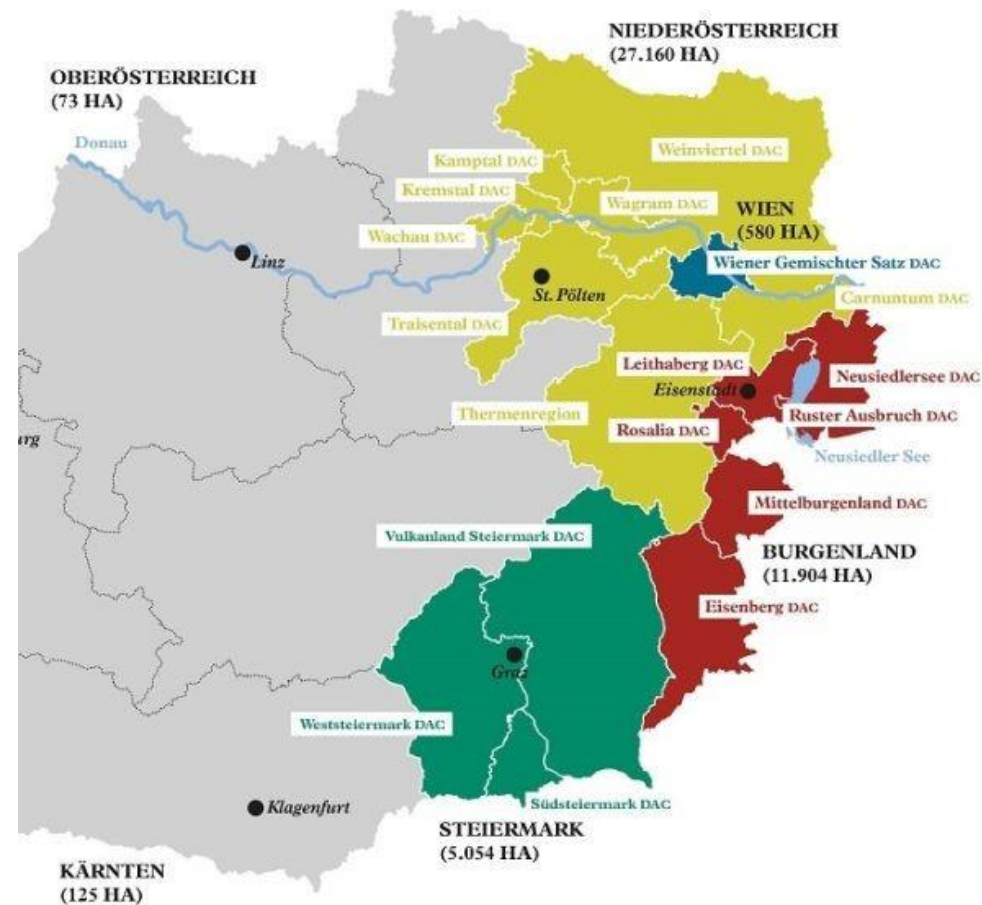 NIEDERÖSTERREICH
(27.160 HA)
OBERÖSTERREICH
(73 HA)
Donau
Weinviertel DAC
Kamptal DAC
Kremstal DAC
Wagram DAC
WIEN
(580 HA)
Wachau DAC
Linz
Wiener Gemischter Satz DAC
St. Pölten
Carnuntum DAC
Traisental DAC
Leithaberg DAC
Neusiedlersee DAC
Eisenstadt
Thermenregion
Ruster Ausbruch DAC
Rosalia DAC
urg
Neusiedler See
Mittelburgenland DAC
Vulkanland Steiermark DAC
BURGENLAND
(11.904 HA)
Eisenberg DAC
Graz
Weststeiermark DAC
Klagenfurt
Südsteiermark DAC
STEIERMARK
(5.054 HA)
KÄRNTEN
(125 HA)